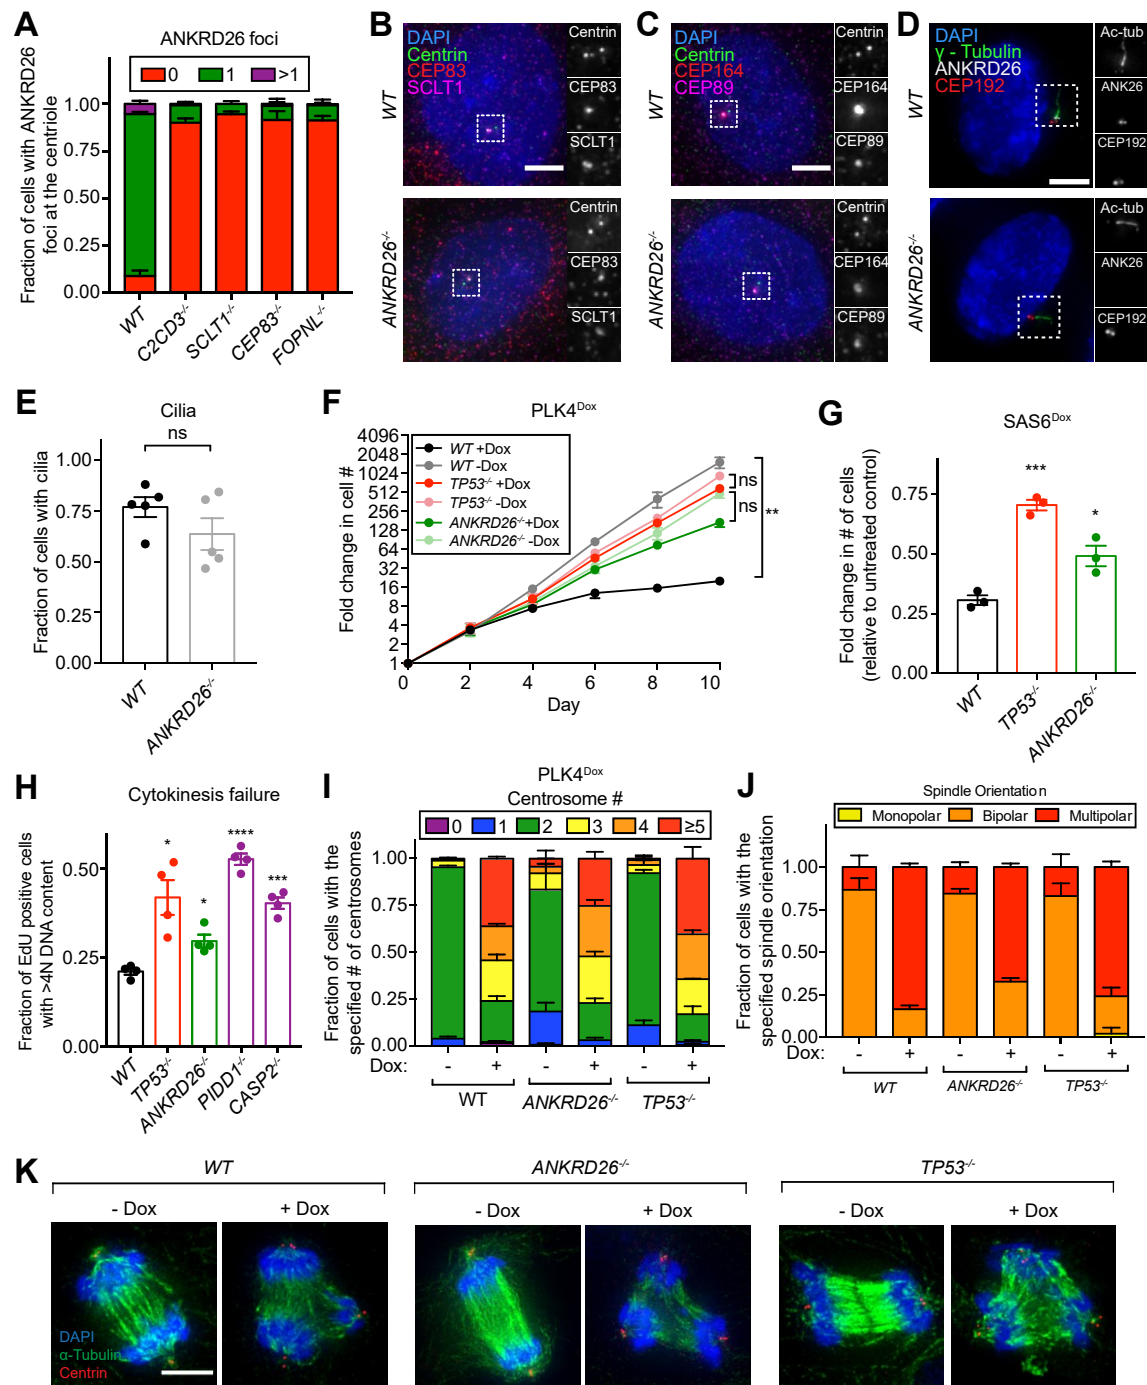 A
ANKRD26 foci
0 1 >1
Fraction of cells with ANKRD26
foci at the centriole
1.00
0.75
0.50
0.25
0.00
WT
C2CD3-/-
SCLT1-/-
CEP83-/-
FOPNL-/-
B
WT
DAPI
Centrin
CEP83
SCLT1
Centrin
CEP83
SCLT1
ANKRD26-/-
Centrin
CEP83
SCLT1
C
WT
DAPI
Centrin
CEP164
CEP89
Centrin
CEP164
CEP89
ANKRD26-/-
Centrin
CEP164
CEP89
D
WT
DAPI
γ - Tubulin
ANKRD26
CEP192
Ac-tub
ANK26
CEP192
ANKRD26-/-
Ac-tub
ANK26
CEP192
E
Cilia
ns
Fraction of cells with cilia
1.00
0.75
0.50
0.25
0.00
WT
ANKRD26-/-
F
PLK4Dox
Fold change in cell #
4096
2048
1024
512
256
128
64
32
16
8
4
2
1
WT +Dox
WT -Dox
TP53-/- +Dox
TP53-/- -Dox
ANKRD26-/-+Dox
ANKRD26-/- -Dox
ns
ns
**
0 2 4 6 8 10
Day
G
SAS6Dox
Fold change in # of cells
(relative to untreated control)
0.75
0.50
0.25
0.00
***
*
WT
TP53-/-
ANKRD26-/-
H
Cytokinesis failure
Fraction of EdU positive cells
with >4N DNA content
0.50
0.25
0.00
*
*
****
***
WT
TP53-/-
ANKRD26-/-
PIDD1-/-
CASP2-/-
I
PLK4Dox
Centrosome #
0 1 2 3 4 ≥5
Fraction of cells with the
specified # of centrosomes
1.00
0.75
0.50
0.25
0.00
Dox: - + - + - +
WT ANKRD26-/- TP53-/-
J
Spindle Orientation
Monopolar Bipolar Multipolar
Fraction of cells with the
specified spindle orientation
1.00
0.75
0.50
0.25
0.00
Dox: - + - + - +
WT ANKRD26-/- TP53-/-
K
WT ANKRD26-/- TP53-/-
- Dox + Dox - Dox + Dox - Dox + Dox
DAPI
α-Tubulin
Centrin